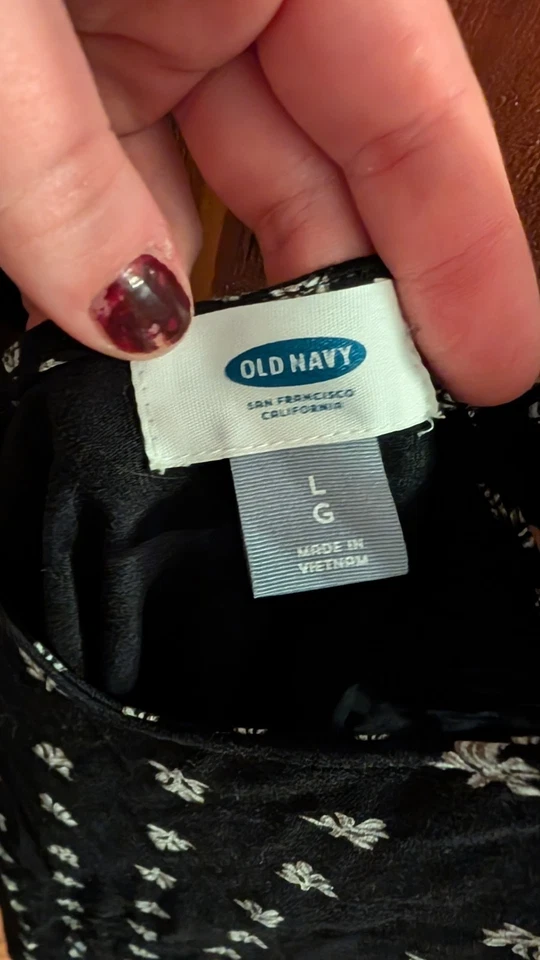 OLD NAVY
SAN FRANCISCO
CALIFORNIA
L
G
MADE IN
VIETNAM